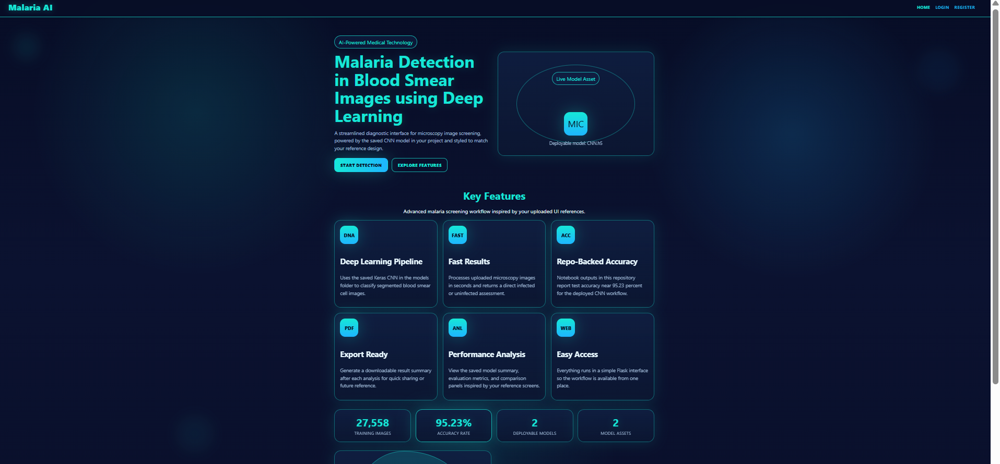 Malaria AI
HOME LOGIN REGISTER
AI-Powered Medical Technology
Malaria Detection
in Blood Smear
Images using Deep
Learning
A streamlined diagnostic interface for microscopy image screening,
powered by the saved CNN model in your project and styled to match
your reference design.
START DETECTION
EXPLORE FEATURES
Live Model Asset
MIC
Deployable model: CNN.h5
Key Features
Advanced malaria screening workflow inspired by your uploaded UI references.
DNA
Deep Learning Pipeline
Uses the saved Keras CNN in the models
folder to classify segmented blood smear
cell images.
FAST
Fast Results
Processes uploaded microscopy images
in seconds and returns a direct infected
or uninfected assessment.
ACC
Repo-Backed Accuracy
Notebook outputs in this repository
report test accuracy near 95.23 percent
for the deployed CNN workflow.
PDF
Export Ready
Generate a downloadable result summary
after each analysis for quick sharing or
future reference.
ANL
Performance Analysis
View the saved model summary,
evaluation metrics, and comparison
panels inspired by your reference screens.
WEB
Easy Access
Everything runs in a simple Flask interface
so the workflow is available from one
place.
27,558
TRAINING IMAGES
95.23%
ACCURACY RATE
2
DEPLOYABLE MODELS
2
MODEL ASSETS